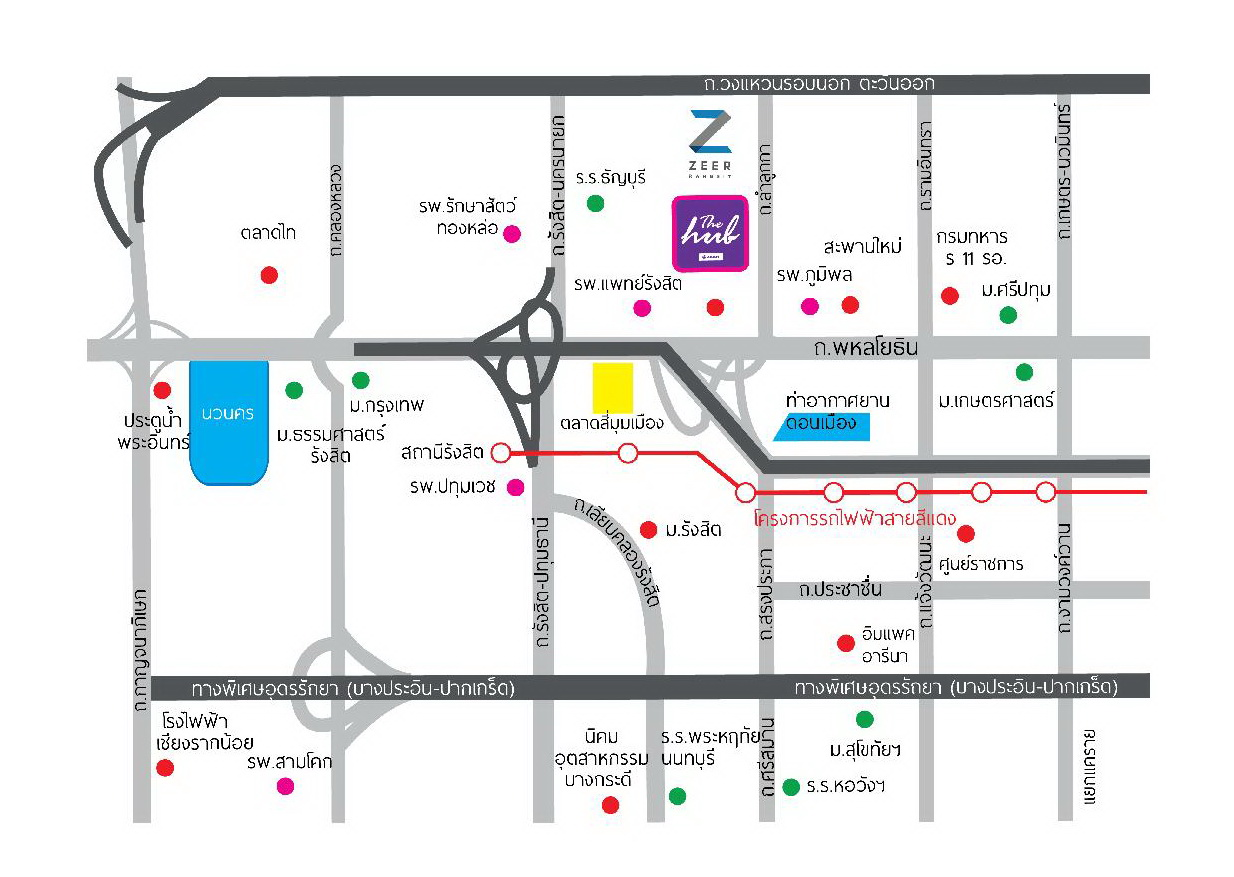 ถ.วงแหวนรอบนอก ตะวันออก
ZEER
RANGSIT
The
hub
ถ.คลองหลวง
ถ.รังสิต-นครนายก
ถ.ลำลูกกา
ถ.รามอินทรา
ถ.เกษตร-นวมินทร์
ร.ร.ธัญบุรี
รพ.รักษาสัตว์
ทองหล่อ
ตลาดไท
รพ.แพทย์รังสิต
สะพานใหม่
รพ.ภูมิพล
กรมทหาร
ร 11 รอ.
ม.ศรีปทุม
ถ.พหลโยธิน
ประตูน้ำ
พระอินทร์
นวนคร
ม.ธรรมศาสตร์
รังสิต
ม.กรุงเทพ
ตลาดสี่มุมเมือง
ท่าอากาศยาน
ดอนเมือง
ม.เกษตรศาสตร์
สถานีรังสิต
รพ.ปทุมเวช
โครงการรถไฟฟ้าสายสีแดง
ถ.เลียบคลองรังสิต
ม.รังสิต
ศูนย์ราชการ
ถ.ประชาชื่น
ถ.กาญจนาภิเษก
ถ.รังสิต-ปทุมธานี
ถ.สรงประภา
ถ.แจ้งวัฒนะ
ถ.งามวงศ์วาน
อิมแพค
อารีนา
ทางพิเศษอุดรรัถยา (บางประอิน-ปากเกร็ด)
ทางพิเศษอุดรรัถยา (บางประอิน-ปากเกร็ด)
โรงไฟฟ้า
เชียงรากน้อย
รพ.สามโคก
นิคม
อุตสาหกรรม
บางกระดี
ร.ร.พระหฤทัย
นนทบุรี
ถ.ศรีสมาน
ม.สุโขทัยฯ
ร.ร.หอวังฯ
แยกแคราย